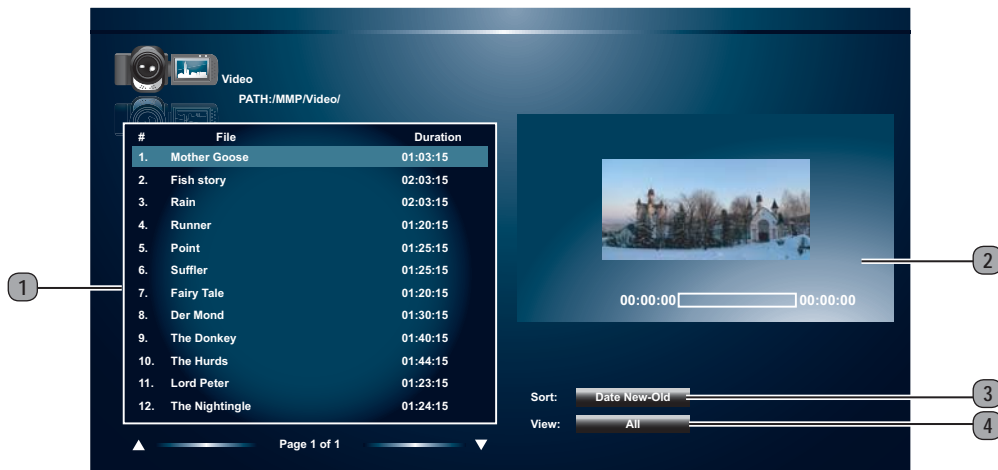 Video
PATH:/MMP/Video/
# File Duration
1. Mother Goose 01:03:15
2. Fish story 02:03:15
3. Rain 02:03:15
4. Runner 01:20:15
5. Point 01:25:15
6. Suffler 01:25:15
7. Fairy Tale 01:20:15
8. Der Mond 01:30:15
9. The Donkey 01:40:15
10. The Hurds 01:44:15
11. Lord Peter 01:23:15
12. The Nightingle 01:24:15
Page 1 of 1
00:00:00 00:00:00
Sort: Date New-Old
View: All
1
2
3
4